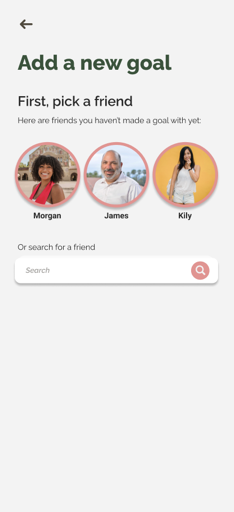 Add a new goal
First, pick a friend
Here are friends you haven't made a goal with yet:
Morgan James Kily
Or search for a friend
Search